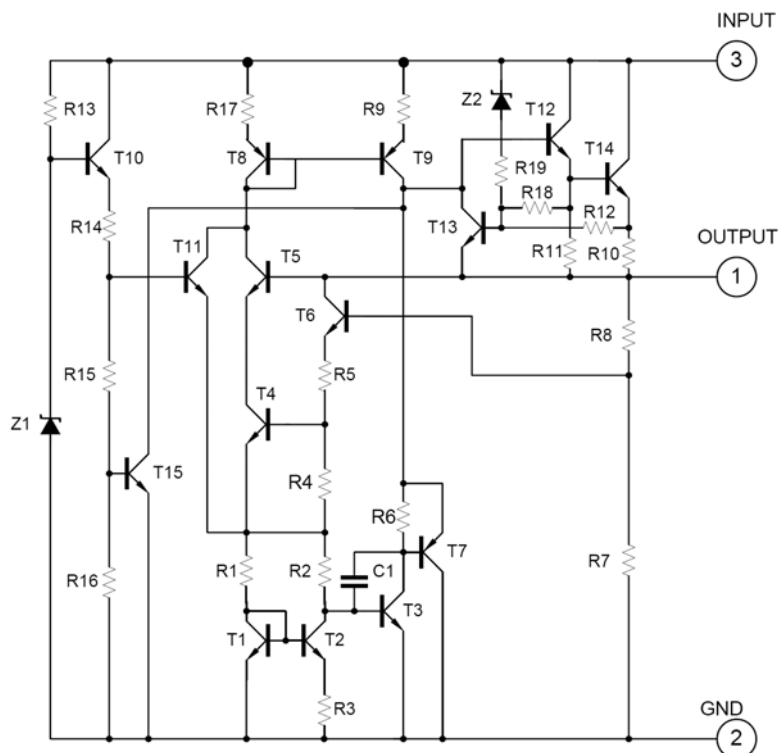 INPUT
3
R13
R17
R9
Z2
T12
T10
T8
T9
T14
R19
R18
R14
T13
R12
T11
T5
R11
R10
OUTPUT
1
T6
R8
R15
R5
T4
Z1
T15
R4
R6
T7
R16
R1
R2
C1
R7
T3
T1
T2
R3
GND
2